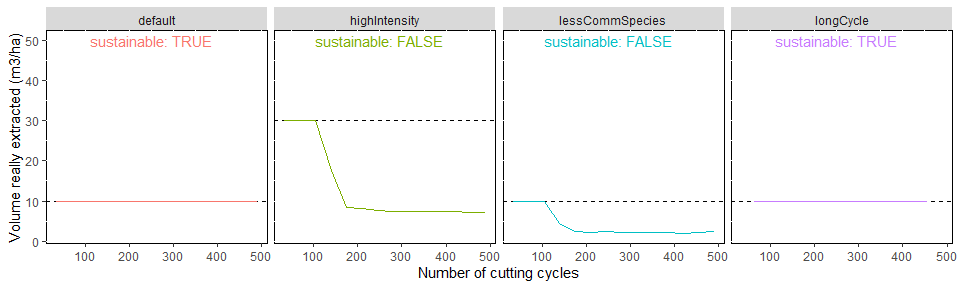 default highIntensity lessCommSpecies longCycle
sustainable: TRUE sustainable: FALSE sustainable: FALSE sustainable: TRUE
Volume really extracted (m3/ha)
50
40
30
20
10
0
100 200 300 400 500 100 200 300 400 500 100 200 300 400 500 100 200 300 400 500
Number of cutting cycles